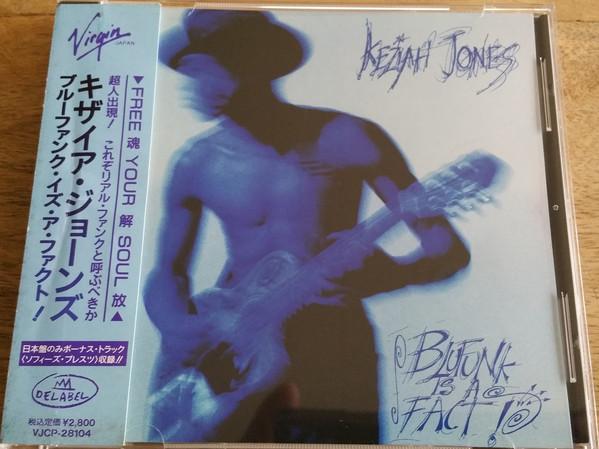 Virgin
JAPAN
▼FREE 魂 YOUR 解 SOUL 放▲
超人出現！ これぞリアル・ファンクと呼ぶべきか
キザイア・ジョーンズ
ブルーファンク・イズ・ア・ファクト！
日本盤のみボーナス・トラック
〈ソフィーズ・プレスツ〉収録!!
DELABEL
税込定価¥2,800
VJCP-28104
KEZIAH JONES
BLUFUNK
IS A
FACT!